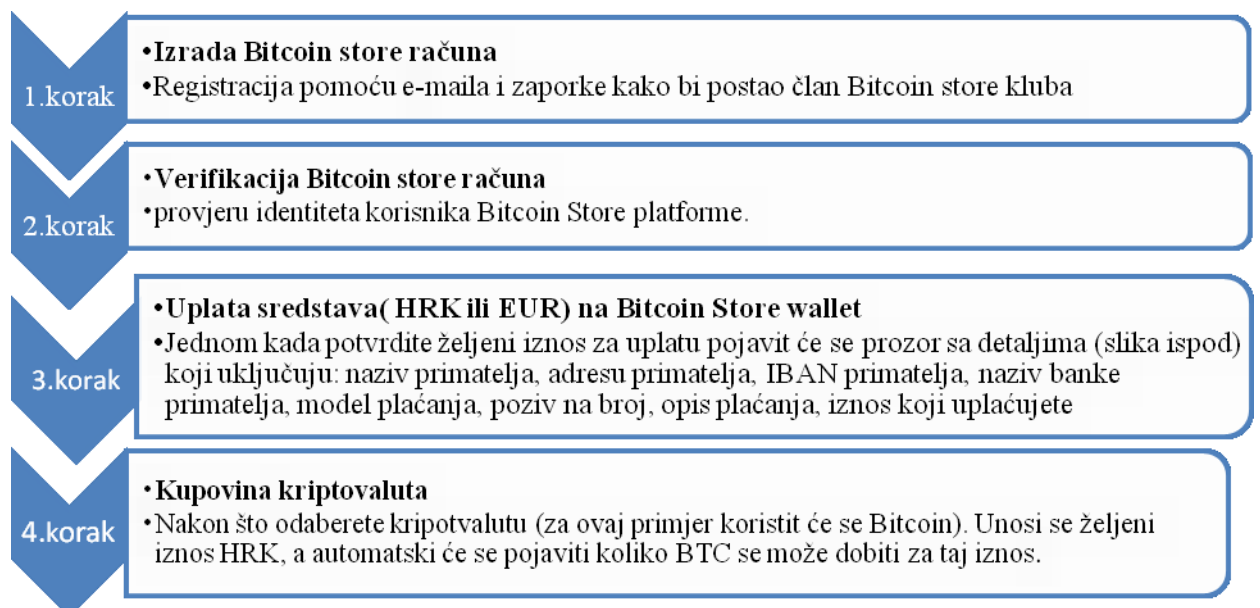 1.korak
•Izrada Bitcoin store računa
•Registracija pomoću e-maila i zaporke kako bi postao član Bitcoin store kluba
2.korak
•Verifikacija Bitcoin store računa
•provjeru identiteta korisnika Bitcoin Store platforme.
3.korak
•Uplata sredstava( HRK ili EUR) na Bitcoin Store wallet
•Jednom kada potvrdite željeni iznos za uplatu pojavit će se prozor sa detaljima (slika ispod)
koji uključuju: naziv primatelja, adresu primatelja, IBAN primatelja, naziv banke
primatelja, model plaćanja, poziv na broj, opis plaćanja, iznos koji uplaćujete
4.korak
•Kupovina kriptovaluta
•Nakon što odaberete kripotvalutu (za ovaj primjer koristit će se Bitcoin). Unosi se željeni
iznos HRK, a automatski će se pojaviti koliko BTC se može dobiti za taj iznos.